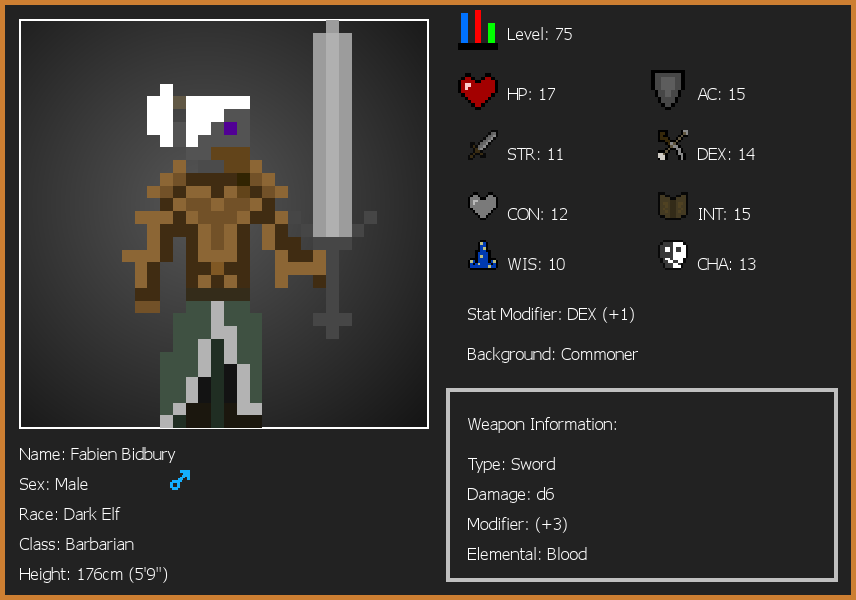 Level: 75
HP: 17
AC: 15
STR: 11
DEX: 14
CON: 12
INT: 15
WIS: 10
CHA: 13
Stat Modifier: DEX (+1)
Background: Commoner
Weapon Information:
Type: Sword
Damage: d6
Modifier: (+3)
Elemental: Blood
Name: Fabien Bidbury
Sex: Male
Race: Dark Elf
Class: Barbarian
Height: 176cm (5'9")